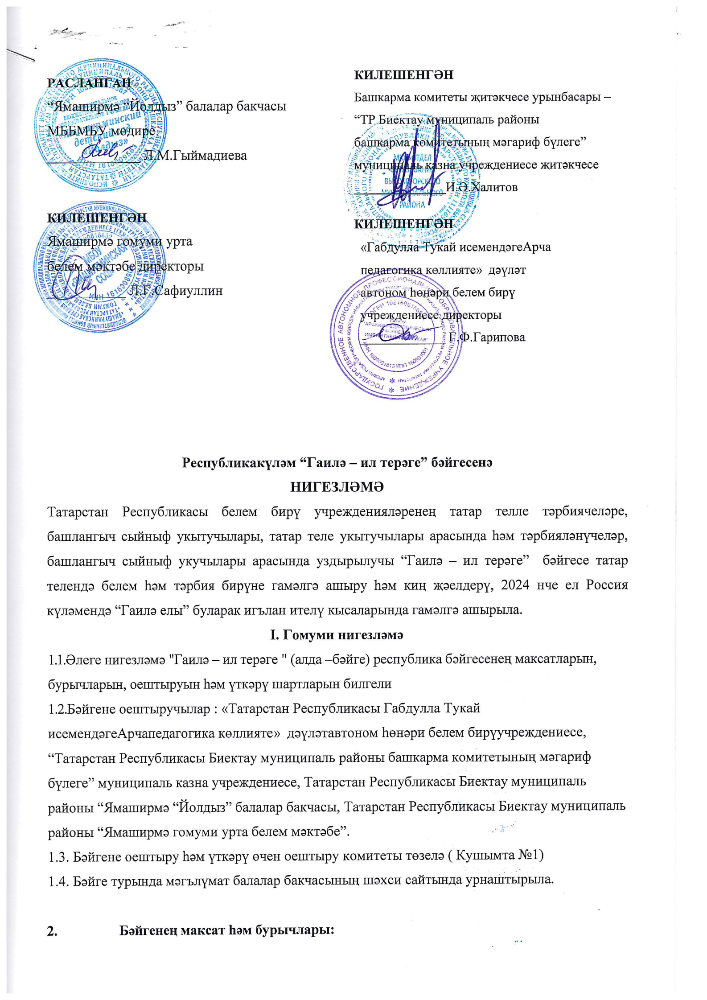 РАСЛАНГАН
“Ямаширмә “Йолдыз” балалар бакчасы
МББМБУ мөдире
Л.М.Гыймадиева
КИЛЕШЕНГӘН
Ямаширмә гомуми урта
белем мәктәбе директоры
Л.Г.Сафиуллин
КИЛЕШЕНГӘН
Башкарма комитеты җитәкчесе урынбасары –
“ТР Биектау муниципаль районы
башкарма комитетының мәгариф бүлеге”
муниципаль казна учреждениесе җитәкчесе
И.Ә.Халитов
КИЛЕШЕНГӘН
«Габдулла Тукай исемендәгеАрча
педагогика көллияте» дәүләт
автоном һөнәри белем бирү
учреждениесе директоры
Г.Ф.Гарипова
Республикакүләм “Гаилә – ил терәге” бәйгесенә
НИГЕЗЛӘМӘ
Татарстан Республикасы белем бирү учрежденияләренең татар телле тәрбиячеләре,
башлангыч сыйныф укытучылары, татар теле укытучылары арасында һәм тәрбияләнүчеләр,
башлангыч сыйныф укучылары арасында уздырылучы “Гаилә – ил терәге” бәйгесе татар
телендә белем һәм тәрбия бирүне гамәлгә ашыру һәм киң җәелдерү, 2024 нче ел Россия
күләмендә “Гаилә елы” буларак игълан ителү кысаларында гамәлгә ашырыла.
I. Гомуми нигезләмә
1.1.Әлеге нигезләмә "Гаилә – ил терәге " (алда –бәйге) республика бәйгесенең максатларын,
бурычларын, оештыруын һәм үткәрү шартларын билгели
1.2.Бәйгене оештыручылар : «Татарстан Республикасы Габдулла Тукай
исемендәгеАрчапедагогика көллияте» дәүләтавтоном һөнәри белем бирүучреждениесе,
“Татарстан Республикасы Биектау муниципаль районы башкарма комитетының мәгариф
бүлеге” муниципаль казна учреждениесе, Татарстан Республикасы Биектау муниципаль
районы “Ямаширмә “Йолдыз” балалар бакчасы, Татарстан Республикасы Биектау муниципаль
районы “Ямаширмә гомуми урта белем мәктәбе”.
1.3. Бәйгене оештыру һәм үткәрү өчен оештыру комитеты төзелә ( Кушымта №1)
1.4. Бәйге турында мәгълүмат балалар бакчасының шәхси сайтында урнаштырыла.
2. Бәйгенең максат һәм бурычлары: